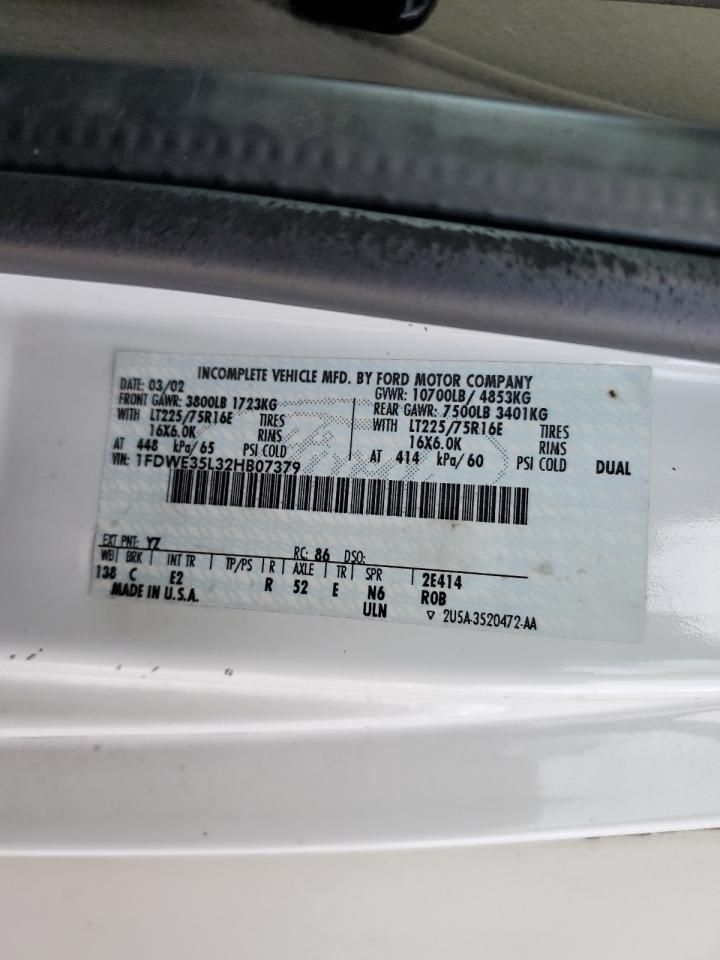 INCOMPLETE VEHICLE MFD. BY FORD MOTOR COMPANY
DATE: 03/02 GVWR: 10700LB/ 4853KG
FRONT GAWR: 3800LB 1723KG REAR GAWR: 7500LB 3401KG
WITH LT225/75R16E TIRES WITH LT225/75R16E TIRES
16X6.0K RIMS 16X6.0K RIMS
AT 448 kPa/65 PSI COLD AT 414 kPa/60 PSI COLD DUAL
VIN: 1FDWE35L32HB07379
EXT PNT: YZ RC: 86 DSO:
WB BRK INT TR TP/PS R AXLE TR SPR 2E414
138 C E2 R 52 E N6 ROB
MADE IN U.S.A. ULN ▽ 2U5A-3520472-AA